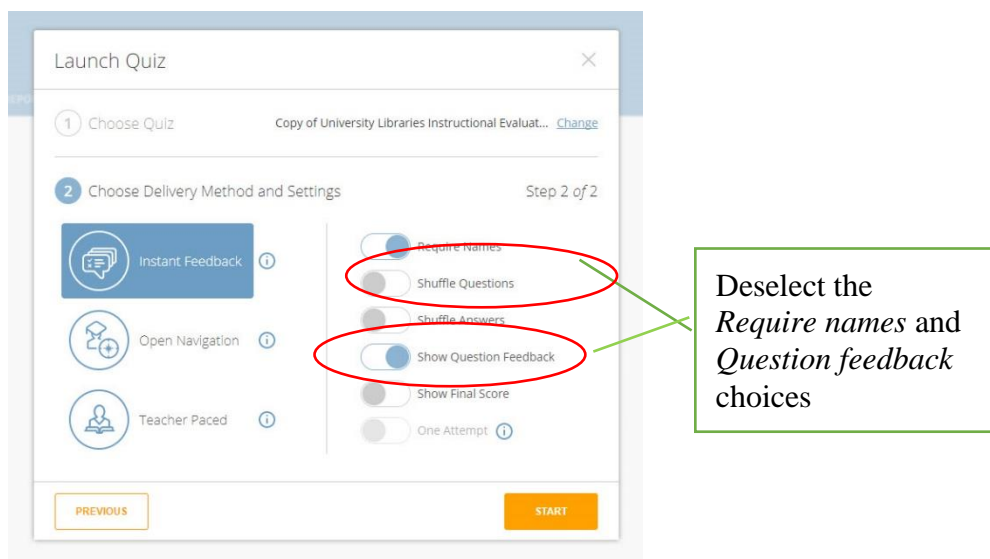 Launch Quiz
REPO
1 Choose Quiz Copy of University Libraries Instructional Evaluat... Change
2 Choose Delivery Method and Settings Step 2 of 2
Instant Feedback
Open Navigation
Teacher Paced
Require Names
Shuffle Questions
Shuffle Answers
Show Question Feedback
Show Final Score
One Attempt
PREVIOUS START
Deselect the
Require names and
Question feedback
choices